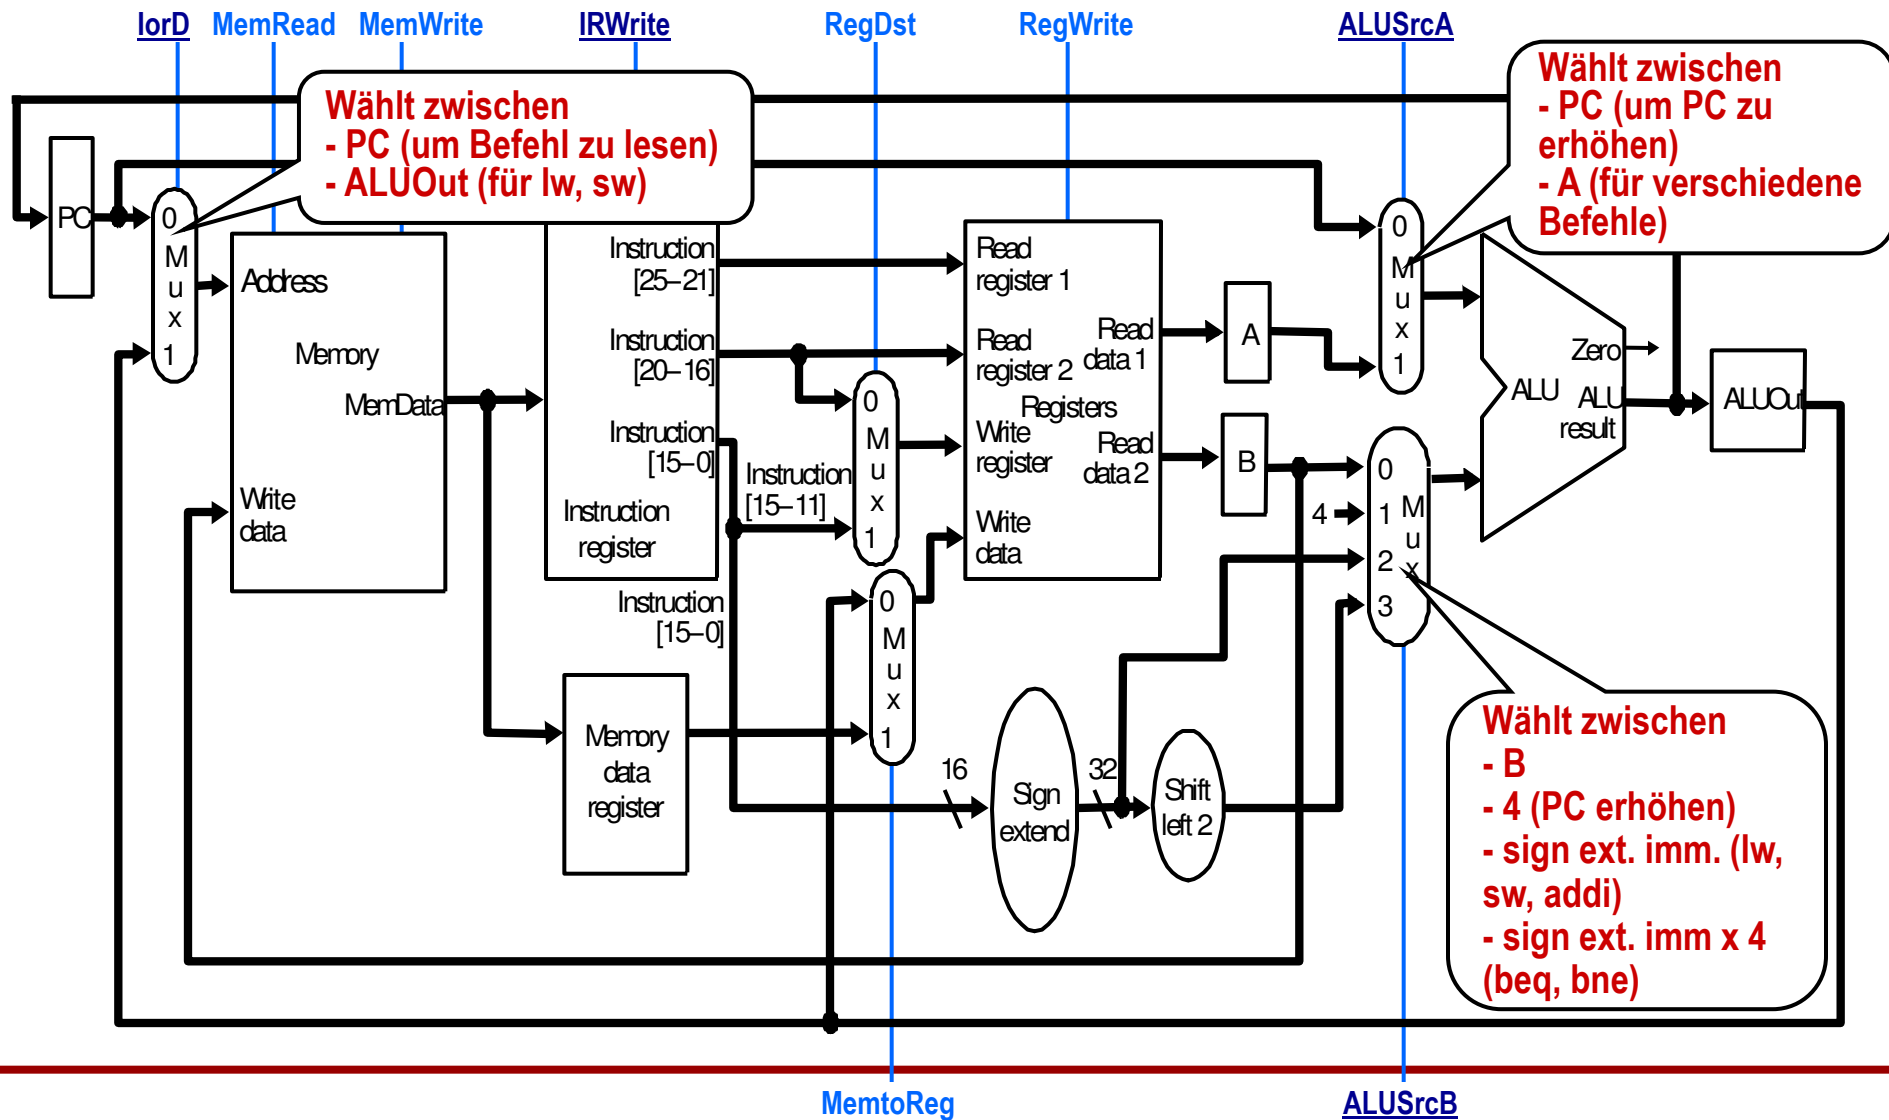 IorD MemRead MemWrite IRWrite RegDst RegWrite ALUSrcA
Wählt zwischen
- PC (um Befehl zu lesen)
- ALUOut (für lw, sw)
Wählt zwischen
- PC (um PC zu
erhöhen)
- A (für verschiedene
Befehle)
PC
0
M
u
x
1
Address
Memory
MemData
Write
data
Instruction
[25–21]
Instruction
[20–16]
Instruction
[15–0]
Instruction
register
Instruction
[15–11]
Instruction
[15–0]
Memory
data
register
0
M
u
x
1
0
M
u
x
1
Read
register 1
Read
register 2
Registers
Write
register
Write
data
Read
data 1
Read
data 2
A
B
16
Sign
extend
32
Shift
left 2
0
M
u
x
1
4
0
1
2
3
M
u
x
Zero
ALU
ALU
result
ALUOut
Wählt zwischen
- B
- 4 (PC erhöhen)
- sign ext. imm. (lw,
sw, addi)
- sign ext. imm x 4
(beq, bne)
MemtoReg ALUSrcB